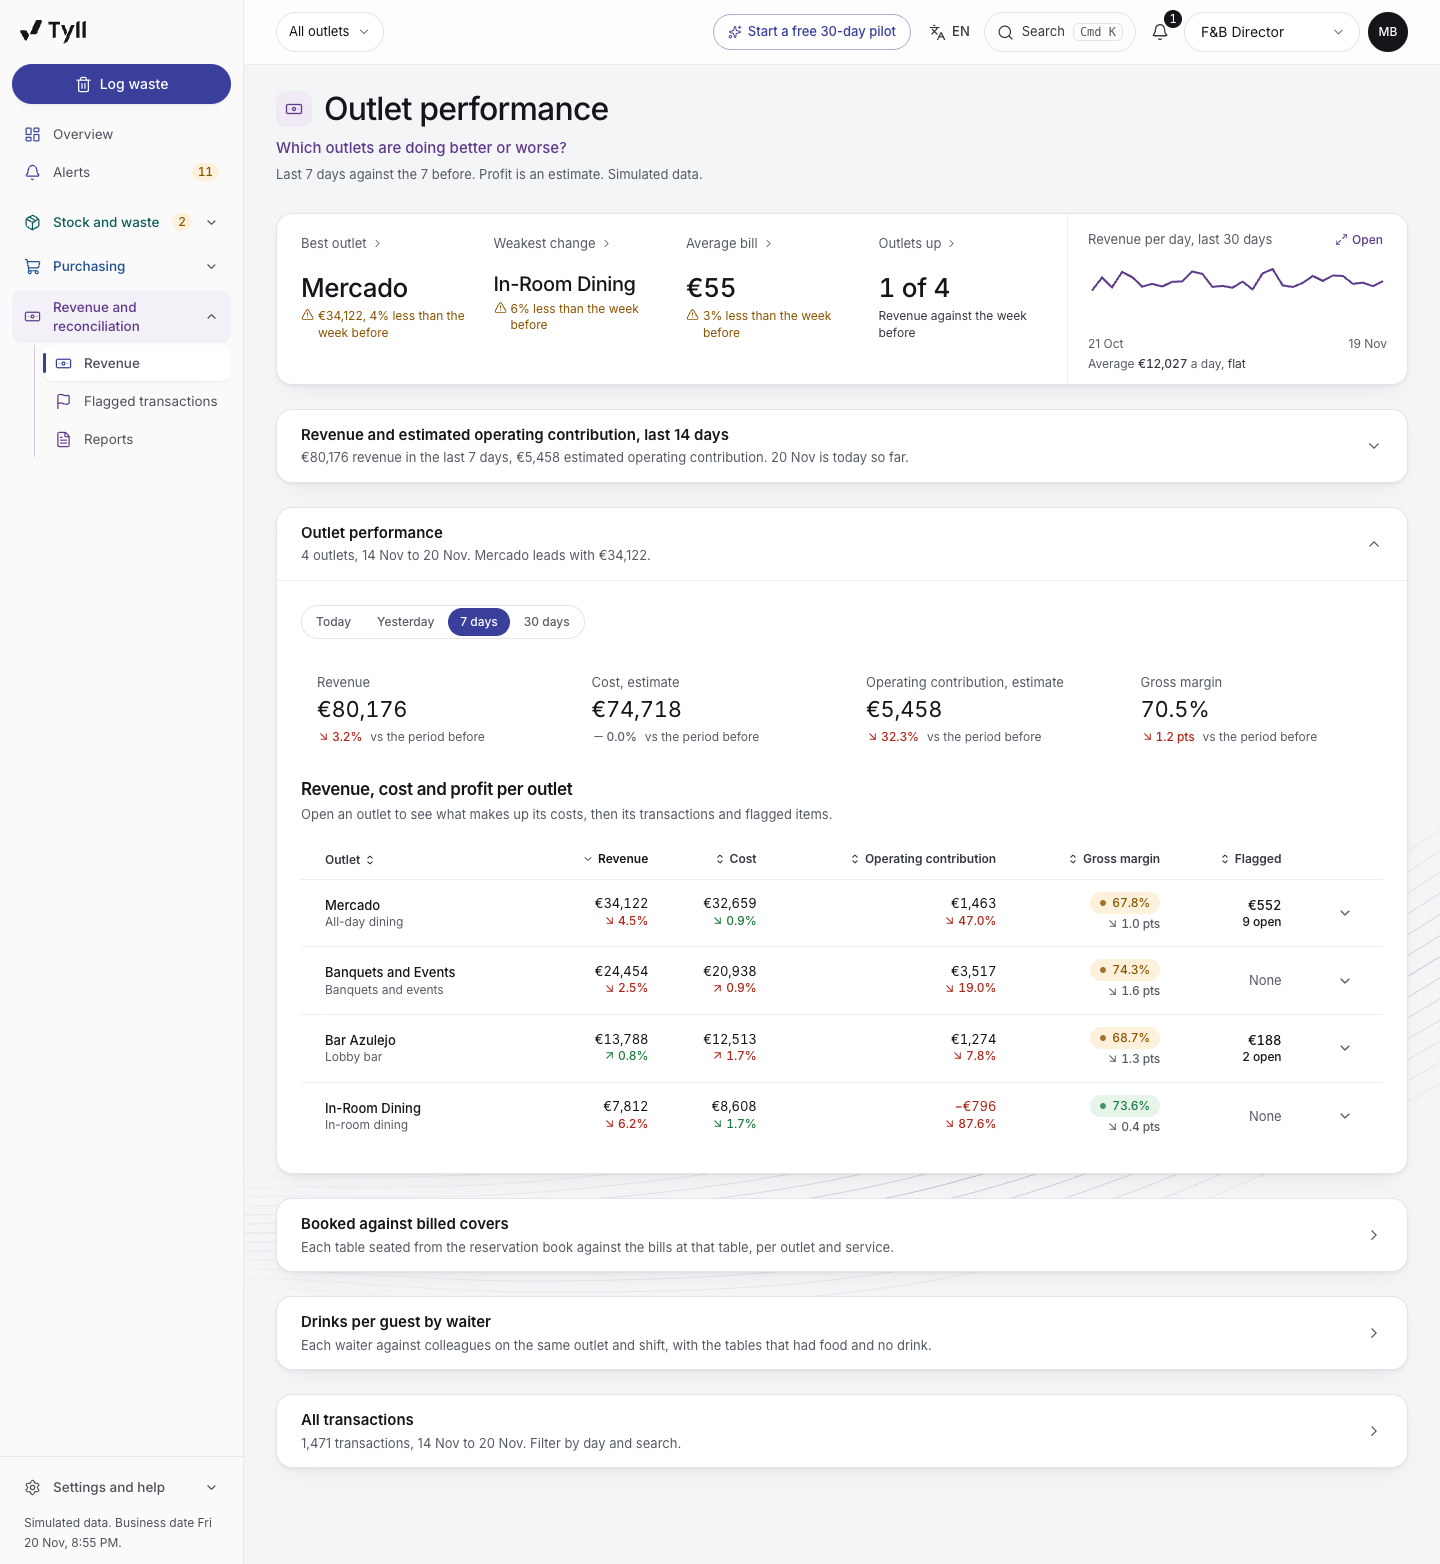 Tyll
All outlets
Start a free 30-day pilot
EN
Search
Cmd K
1
F&B Director
MB
Log waste
Overview
Alerts
11
Stock and waste
2
Purchasing
Revenue and
reconciliation
Revenue
Flagged transactions
Reports
Settings and help
Simulated data. Business date Fri
20 Nov, 8:55 PM.
Outlet performance
Which outlets are doing better or worse?
Last 7 days against the 7 before. Profit is an estimate. Simulated data.
Best outlet
Mercado
€34,122, 4% less than the
week before
Weakest change
In-Room Dining
6% less than the week
before
Average bill
€55
3% less than the week
before
Outlets up
1 of 4
Revenue against the week
before
Revenue per day, last 30 days
Open
21 Oct
19 Nov
Average €12,027 a day, flat
Revenue and estimated operating contribution, last 14 days
€80,176 revenue in the last 7 days, €5,458 estimated operating contribution. 20 Nov is today so far.
Outlet performance
4 outlets, 14 Nov to 20 Nov. Mercado leads with €34,122.
Today
Yesterday
7 days
30 days
Revenue
€80,176
3.2% vs the period before
Cost, estimate
€74,718
0.0% vs the period before
Operating contribution, estimate
€5,458
32.3% vs the period before
Gross margin
70.5%
1.2 pts vs the period before
Revenue, cost and profit per outlet
Open an outlet to see what makes up its costs, then its transactions and flagged items.
Outlet Revenue Cost Operating contribution Gross margin Flagged
Mercado €34,122 €32,659 €1,463 67.8% €552
All-day dining 4.5% 0.9% 47.0% 1.0 pts 9 open
Banquets and Events €24,454 €20,938 €3,517 74.3% None
Banquets and events 2.5% 0.9% 19.0% 1.6 pts
Bar Azulejo €13,788 €12,513 €1,274 68.7% €188
Lobby bar 0.8% 1.7% 7.8% 1.3 pts 2 open
In-Room Dining €7,812 €8,608 −€796 73.6% None
In-room dining 6.2% 1.7% 87.6% 0.4 pts
Booked against billed covers
Each table seated from the reservation book against the bills at that table, per outlet and service.
Drinks per guest by waiter
Each waiter against colleagues on the same outlet and shift, with the tables that had food and no drink.
All transactions
1,471 transactions, 14 Nov to 20 Nov. Filter by day and search.